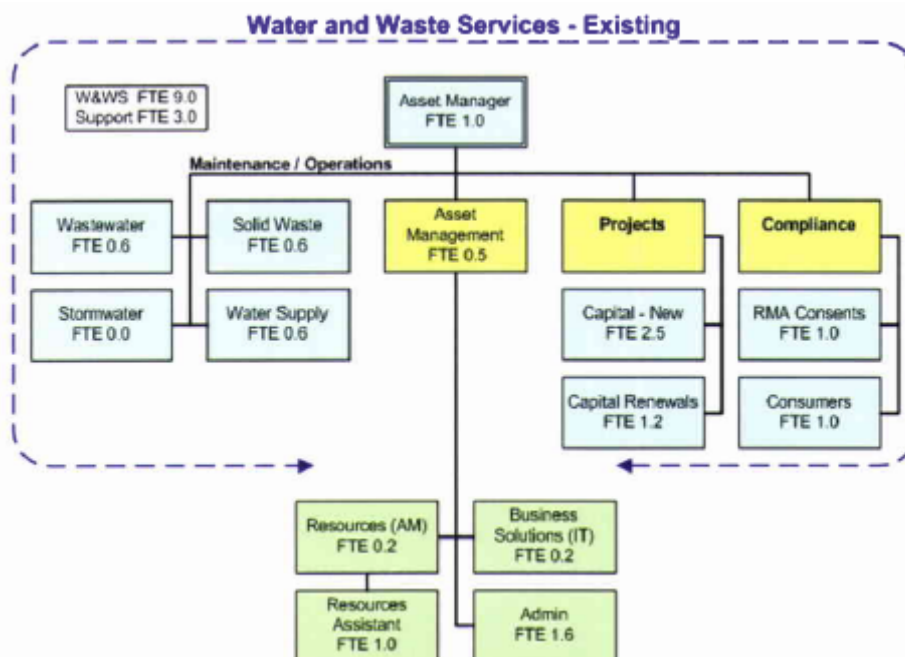 Water and Waste Services - Existing
W&WS FTE 9.0
Support FTE 3.0
Asset Manager
FTE 1.0
Maintenance / Operations
Wastewater
FTE 0.6
Solid Waste
FTE 0.6
Asset
Management
FTE 0.5
Projects
Compliance
Stormwater
FTE 0.0
Water Supply
FTE 0.6
Capital - New
FTE 2.5
RMA Consents
FTE 1.0
Capital Renewals
FTE 1.2
Consumers
FTE 1.0
Resources (AM)
FTE 0.2
Business
Solutions (IT)
FTE 0.2
Resources
Assistant
FTE 1.0
Admin
FTE 1.6